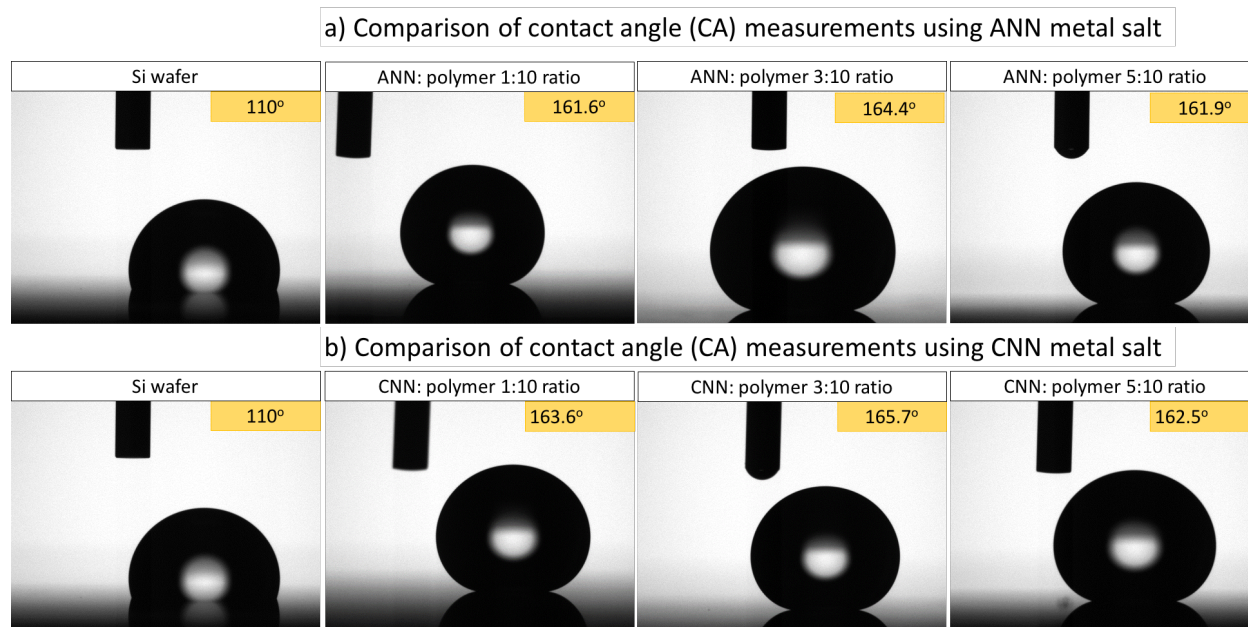 a) Comparison of contact angle (CA) measurements using ANN metal salt
Si wafer
110°
ANN: polymer 1:10 ratio
161.6°
ANN: polymer 3:10 ratio
164.4°
ANN: polymer 5:10 ratio
161.9°
b) Comparison of contact angle (CA) measurements using CNN metal salt
Si wafer
110°
CNN: polymer 1:10 ratio
163.6°
CNN: polymer 3:10 ratio
165.7°
CNN: polymer 5:10 ratio
162.5°